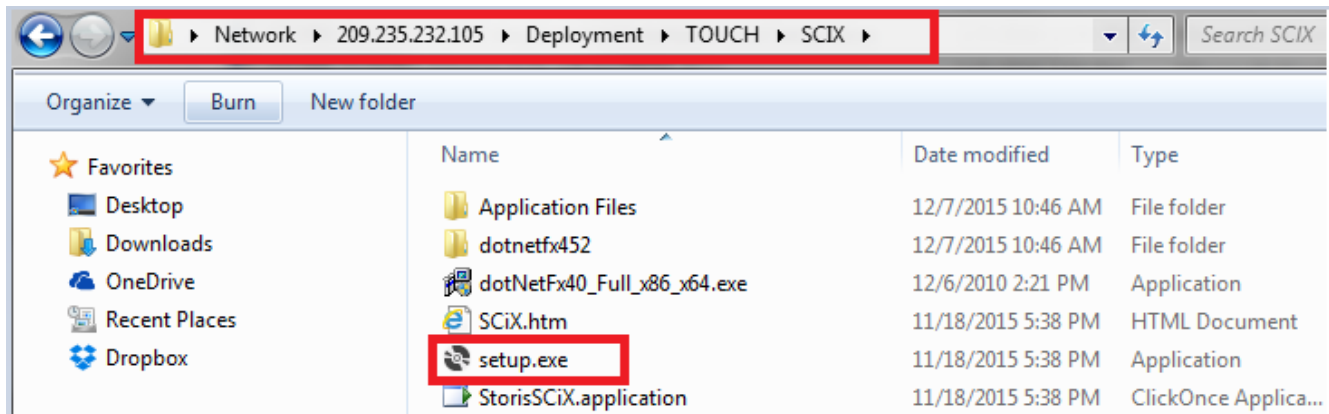 Network 209.235.232.105 Deployment TOUCH SCIX Search SCIX
Organize Burn New folder
Favorites
Desktop
Downloads
OneDrive
Recent Places
Dropbox
Name Date modified Type
Application Files 12/7/2015 10:46 AM File folder
dotnetfx452 12/7/2015 10:46 AM File folder
dotNetFx40_Full_x86_x64.exe 12/6/2010 2:21 PM Application
SCiX.htm 11/18/2015 5:38 PM HTML Document
setup.exe 11/18/2015 5:38 PM Application
StorisSCiX.application 11/18/2015 5:38 PM ClickOnce Applica...